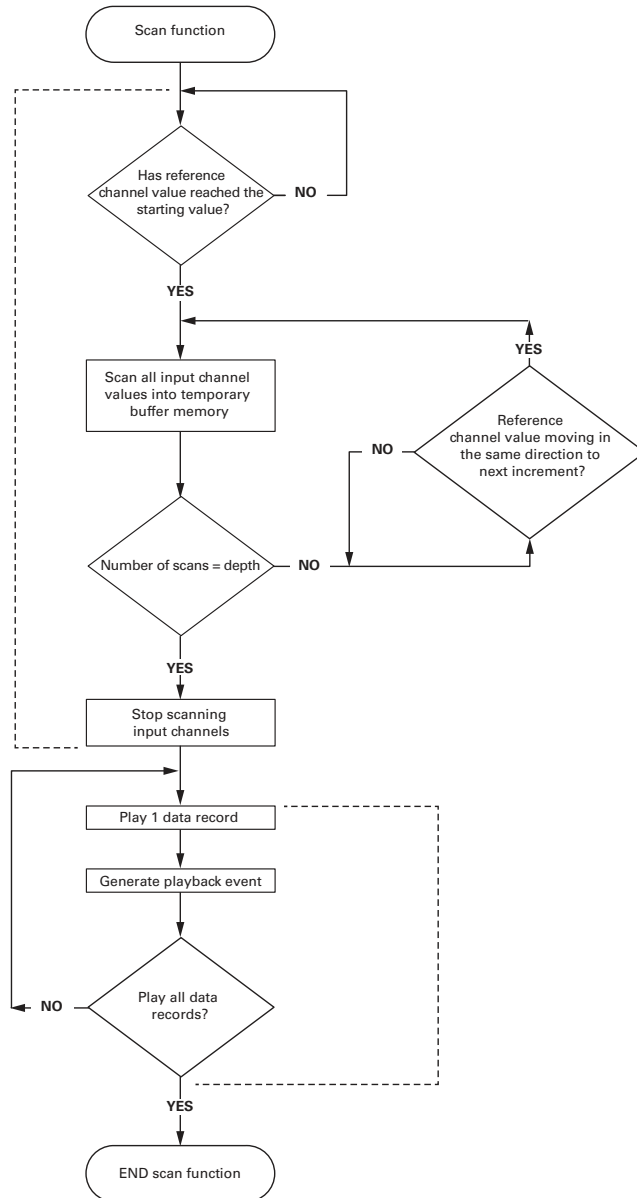 Scan function
Has reference
channel value reached the
starting value?
NO
YES
YES
Scan all input channel
values into temporary
buffer memory
Reference
channel value moving in
the same direction to
next increment?
NO
Number of scans = depth
NO
YES
Stop scanning
input channels
Play 1 data record
Generate playback event
Play all data
records?
NO
YES
END scan function